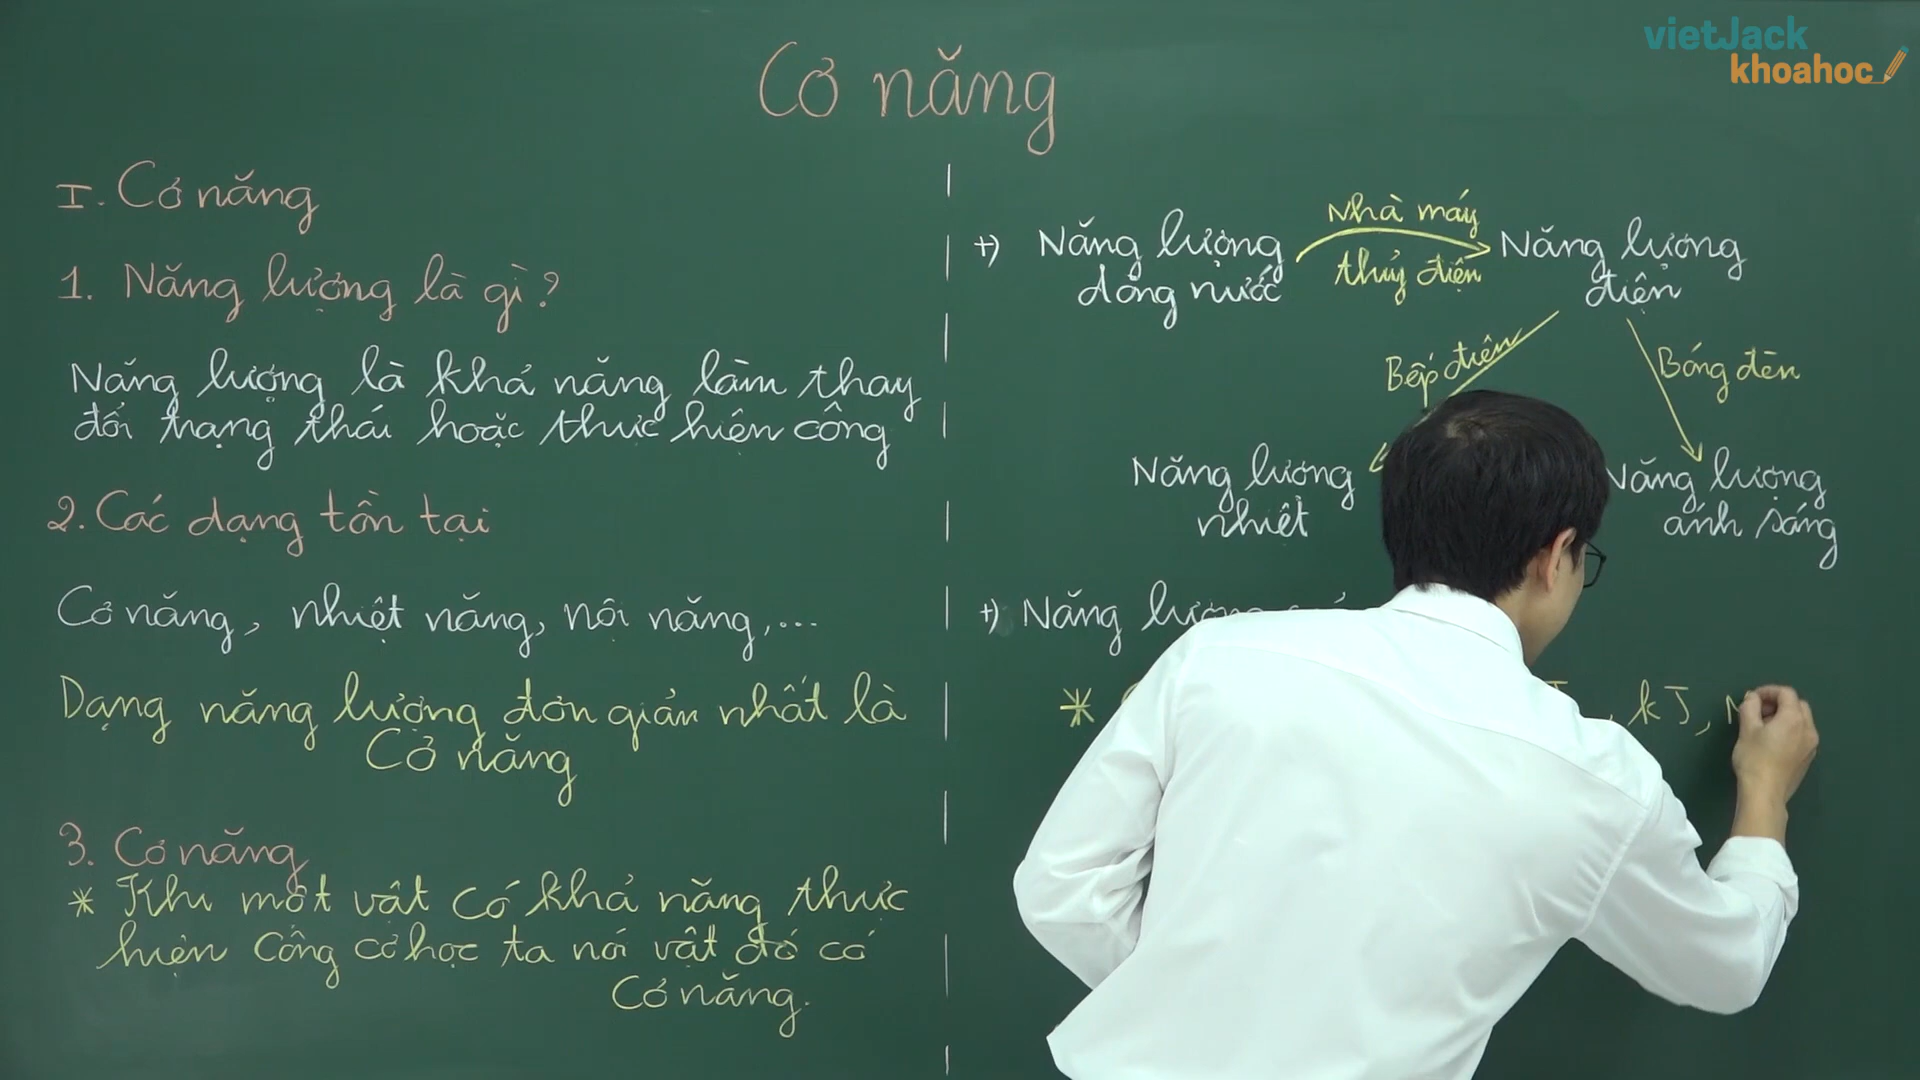 vietJack
khoahoc
Cơ năng
I. Cơ năng
1. Năng lượng là gì?
Năng lượng là khả năng làm thay
đổi trạng thái hoặc thực hiện công
2. Các dạng tồn tại
Cơ năng, nhiệt năng, nội năng,...
Dạng năng lượng đơn giản nhất là
Cơ năng
3. Cơ năng
* Khi một vật có khả năng thực
hiện công cơ học ta nói vật đó có
Cơ năng.
+) Năng lượng
dòng nước
Nhà máy
thủy điện
Năng lượng
điện
Bếp điện
Bóng đèn
Năng lượng
nhiệt
Năng lượng
ánh sáng
+) Năng lượng
* , kJ,